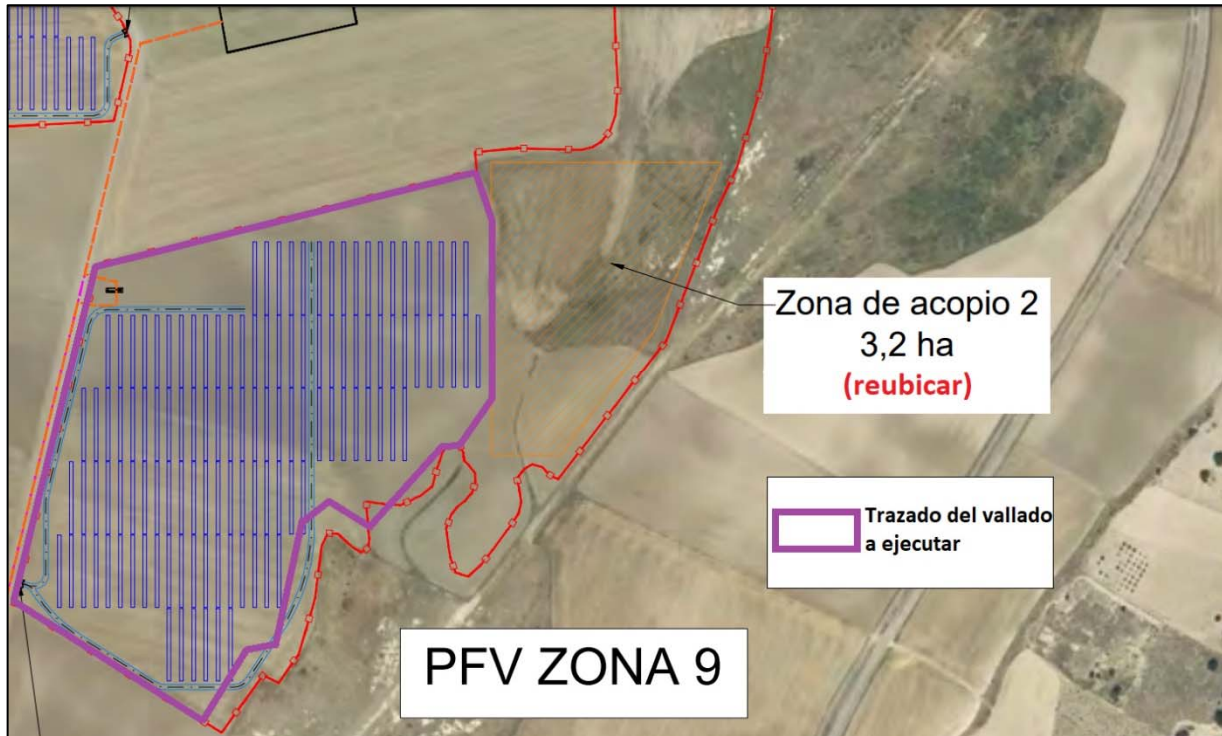 Zona de acopio 2
3,2 ha
(reubicar)
Trazado del vallado
a ejecutar
PFV ZONA 9